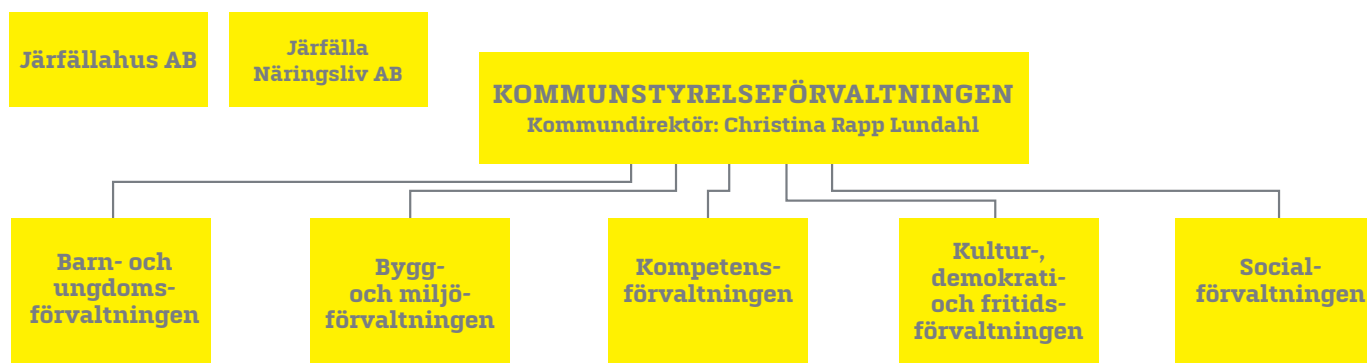 Järfällahus AB
Järfälla
Näringsliv AB
KOMMUNSTYRELSEFÖRVALTNINGEN
Kommundirektör: Christina Rapp Lundahl
Barn- och
ungdoms-
förvaltningen
Bygg-
och miljö-
förvaltningen
Kompetens-
förvaltningen
Kultur-,
demokrati-
och fritids-
förvaltningen
Social-
förvaltningen